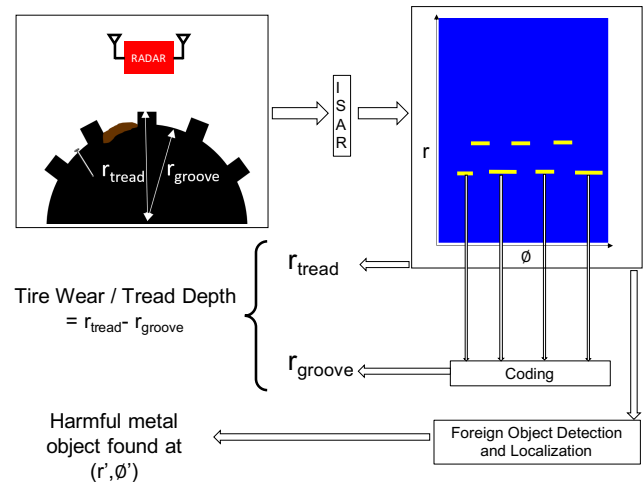 RADAR
r_tread
r_groove
I
S
A
R
r
ϕ
r_tread
Tire Wear / Tread Depth
= r_tread- r_groove
r_groove
Coding
Harmful metal
object found at
(r',ϕ')
Foreign Object Detection
and Localization